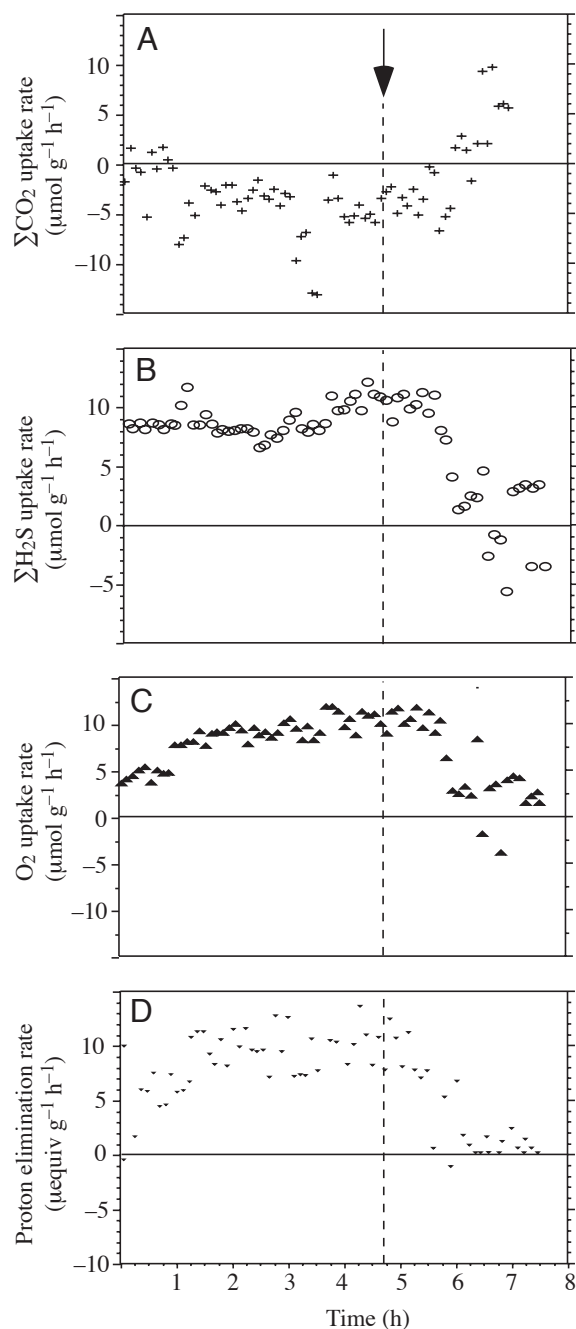 A
10
5
0
–5
–10
∑CO2 uptake rate
(µmol g–1 h–1)
B
10
5
0
–5
∑H2S uptake rate
(µmol g–1 h–1)
C
10
5
0
–5
–10
O2 uptake rate
(µmol g–1 h–1)
D
10
5
0
–5
–10
Proton elimination rate
(µequiv g–1 h–1)
1 2 3 4 5 6 7 8
Time (h)